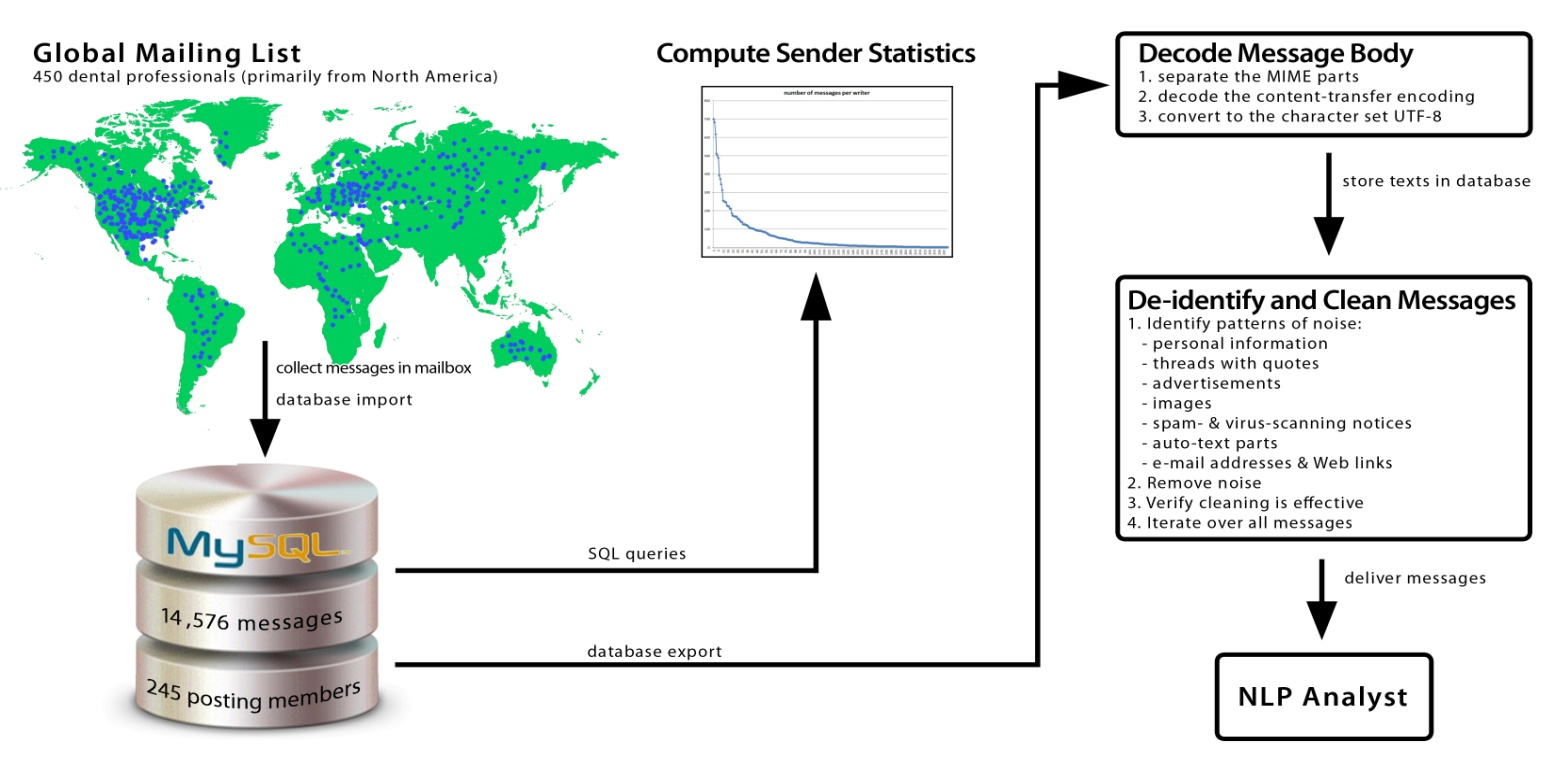 Global Mailing List
450 dental professionals (primarily from North America)
collect messages in mailbox
database import
MySQL
14,576 messages
245 posting members
SQL queries
database export
Compute Sender Statistics
number of messages per writer
Decode Message Body
1. separate the MIME parts
2. decode the content-transfer encoding
3. convert to the character set UTF-8
store texts in database
De-identify and Clean Messages
1. Identify patterns of noise:
- personal information
- threads with quotes
- advertisements
- images
- spam- & virus-scanning notices
- auto-text parts
- e-mail addresses & Web links
2. Remove noise
3. Verify cleaning is effective
4. Iterate over all messages
deliver messages
NLP Analyst